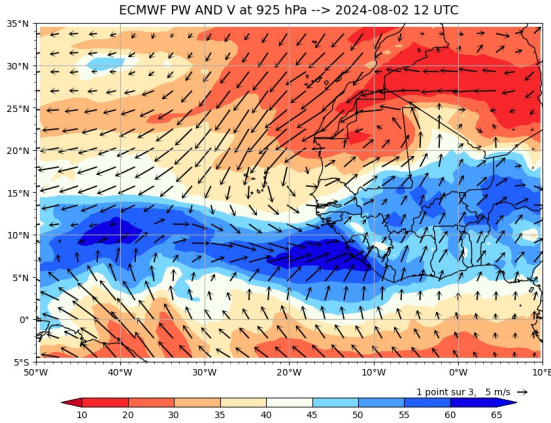 ECMWF PW AND V at 925 hPa --> 2024-08-02 12 UTC
35°N
30°N
25°N
20°N
15°N
10°N
5°N
0°
5°S
50°W 40°W 30°W 20°W 10°W 0°W 10°E
1 point sur 3, 5 m/s
10 20 30 35 40 45 50 55 60 65